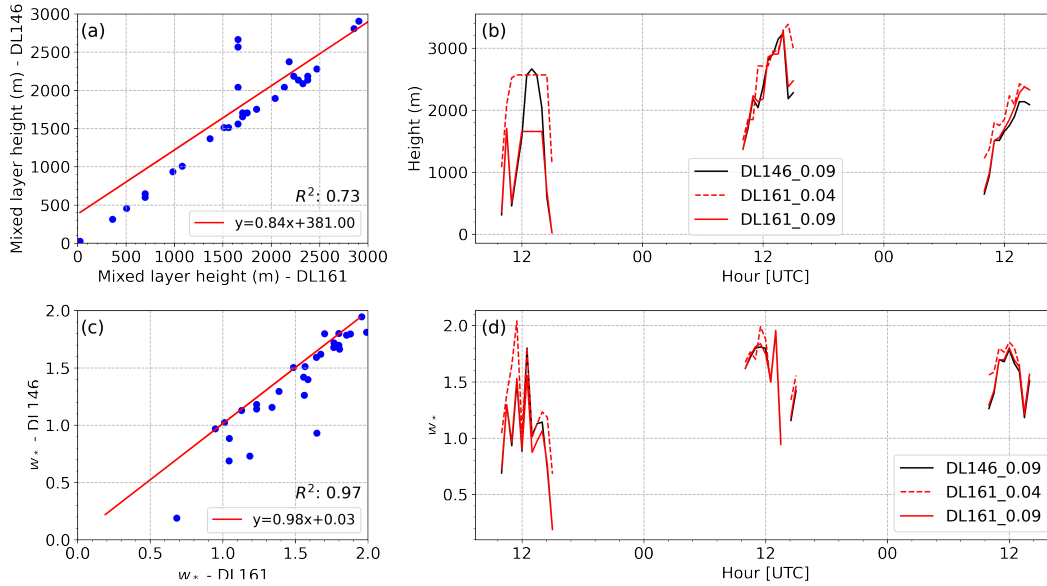 (a)
Mixed layer height (m) - DL146
3000
2500
2000
1500
1000
500
0
R²: 0.73
y=0.84x+381.00
0 500 1000 1500 2000 2500 3000
Mixed layer height (m) - DL161
(b)
Height (m)
3000
2000
1000
0
DL146_0.09
DL161_0.04
DL161_0.09
12 00 12 00 12
Hour [UTC]
(c)
w* - DL146
2.0
1.5
1.0
0.5
0.0
R²: 0.97
y=0.98x+0.03
0.0 0.5 1.0 1.5 2.0
w* - DL161
(d)
w*
2.0
1.5
1.0
0.5
DL146_0.09
DL161_0.04
DL161_0.09
12 00 12 00 12
Hour [UTC]